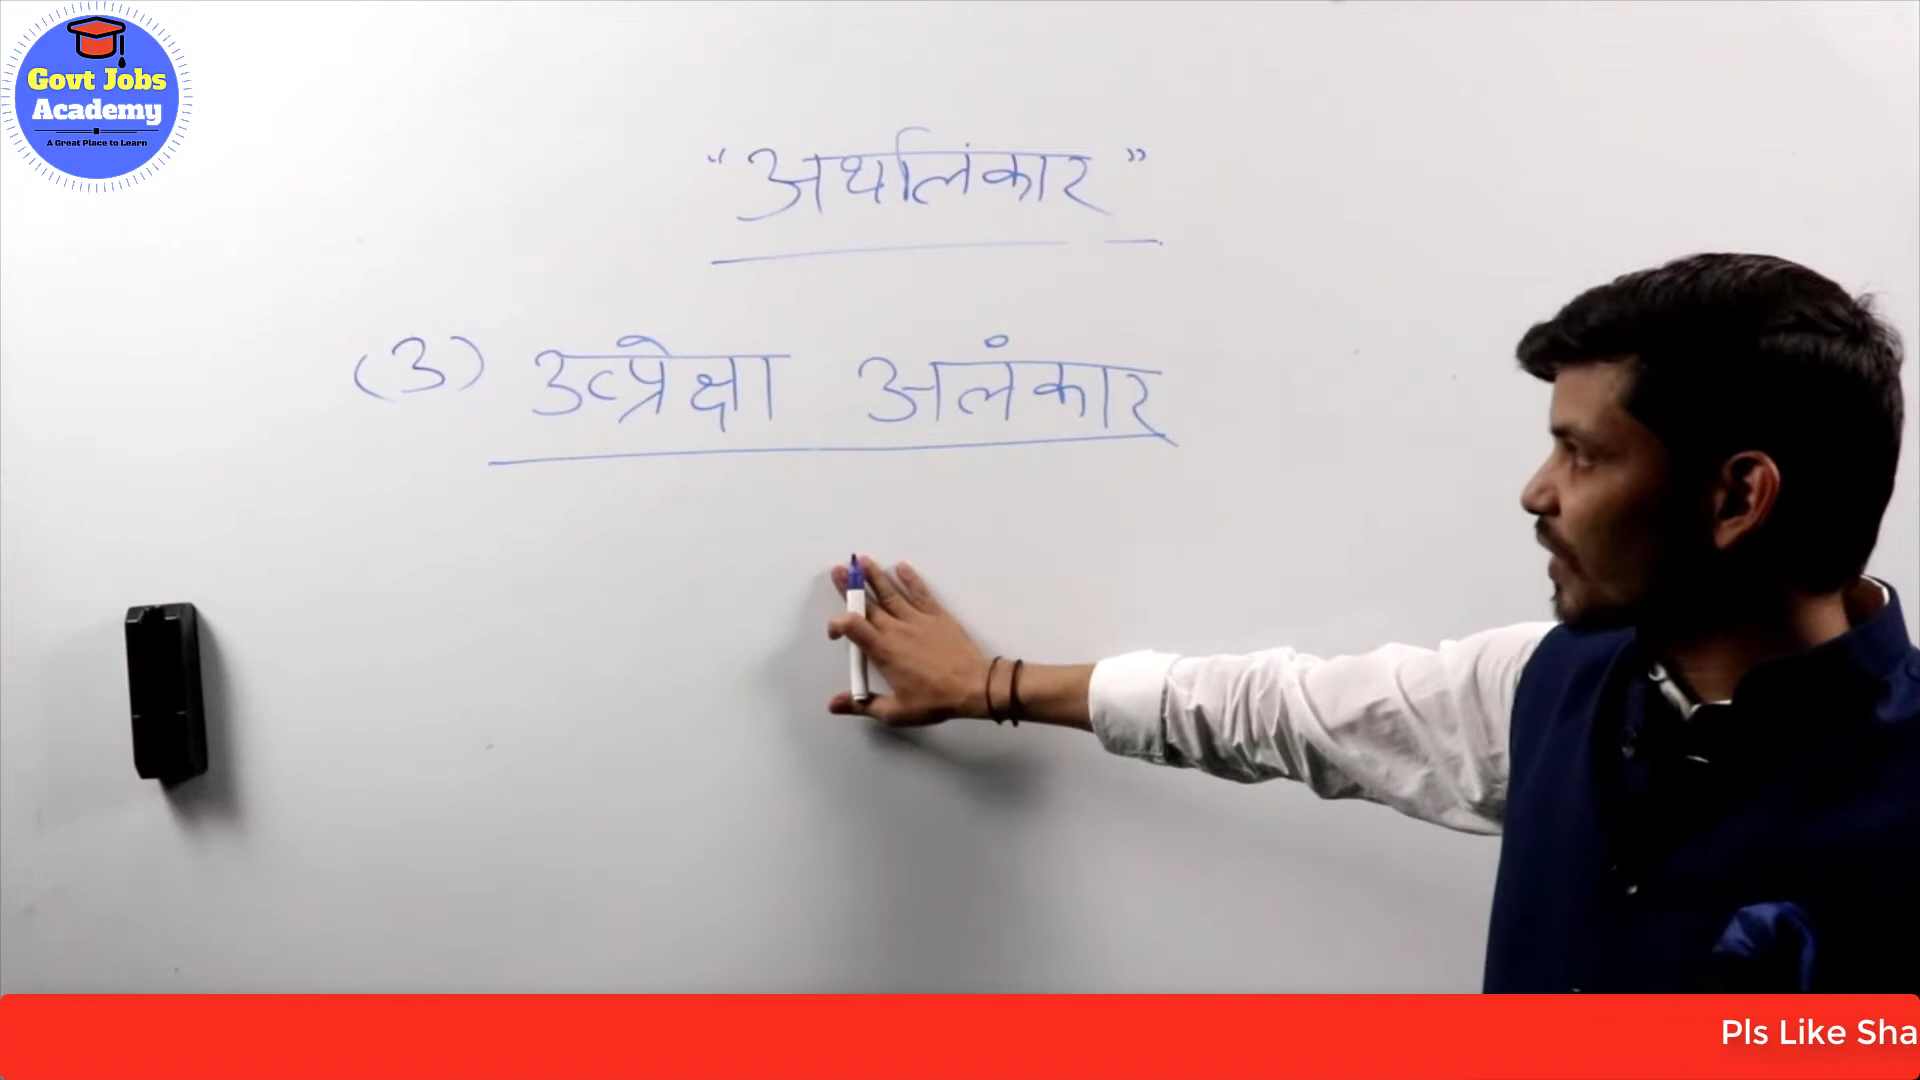 Govt Jobs
Academy
A Great Place to Learn
“अर्थालंकार”
(3) उत्प्रेक्षा अलंकार
Pls Like Sha